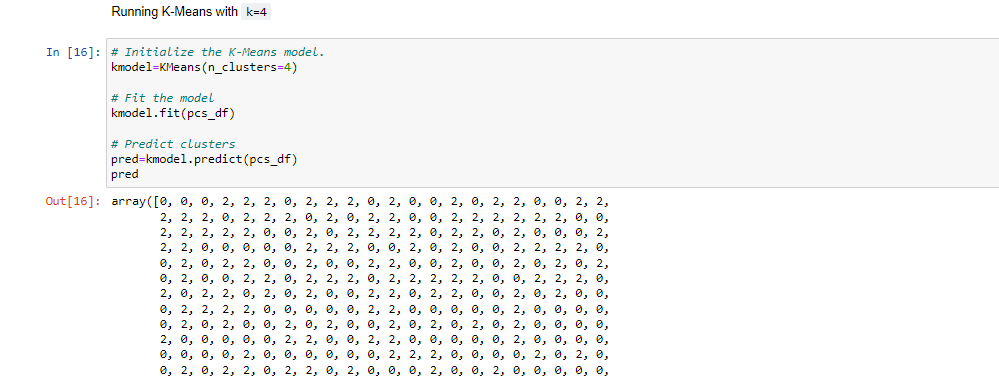 Running K-Means with k=4
In [16]: # Initialize the K-Means model.
kmodel=KMeans(n_clusters=4)
# Fit the model
kmodel.fit(pcs_df)
# Predict clusters
pred=kmodel.predict(pcs_df)
pred
Out[16]: array([0, 0, 0, 2, 2, 2, 0, 2, 2, 2, 0, 2, 0, 0, 2, 0, 2, 2, 0, 0, 2, 2,
2, 2, 2, 0, 2, 2, 2, 0, 2, 0, 2, 2, 0, 0, 2, 2, 2, 2, 2, 2, 0, 0,
2, 2, 2, 2, 2, 0, 0, 2, 0, 2, 2, 2, 2, 0, 2, 2, 0, 2, 0, 0, 0, 2,
2, 2, 0, 0, 0, 0, 0, 2, 2, 2, 0, 0, 2, 0, 2, 0, 0, 2, 2, 2, 2, 0,
0, 2, 0, 2, 2, 0, 0, 2, 0, 0, 2, 2, 0, 0, 2, 0, 0, 2, 0, 2, 0, 2,
0, 2, 0, 0, 2, 2, 0, 2, 2, 2, 0, 2, 2, 2, 2, 2, 0, 0, 2, 2, 2, 0,
2, 0, 2, 2, 0, 2, 0, 2, 0, 0, 2, 2, 0, 2, 2, 0, 0, 2, 0, 2, 0, 0,
0, 2, 2, 2, 2, 0, 0, 0, 0, 0, 2, 2, 0, 0, 0, 0, 0, 2, 0, 0, 0, 0,
0, 2, 0, 2, 0, 0, 2, 0, 2, 0, 0, 2, 0, 2, 0, 2, 0, 2, 0, 0, 0, 0,
2, 0, 0, 0, 0, 0, 2, 2, 0, 0, 2, 2, 0, 0, 0, 0, 0, 2, 0, 0, 0, 0,
0, 0, 0, 0, 2, 0, 0, 0, 0, 0, 0, 2, 2, 2, 0, 0, 0, 0, 2, 0, 2, 0,
0, 2, 0, 2, 2, 0, 2, 2, 0, 2, 0, 0, 0, 2, 0, 0, 2, 0, 0, 0, 0, 0,